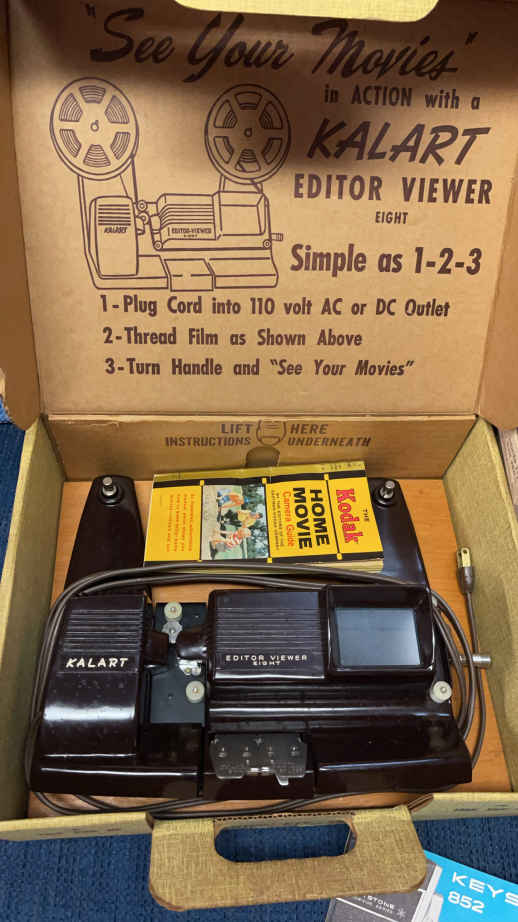 "See Your Movies"
in ACTION with a
KALART
EDITOR VIEWER
EIGHT
KALART
EDITOR-VIEWER
EIGHT
Simple as 1-2-3
1-Plug Cord into 110 volt AC or DC Outlet
2-Thread Film as Shown Above
3-Turn Handle and "See Your Movies"
LIFT HERE
INSTRUCTIONS UNDERNEATH
THE
Kodak
HOME
MOVIE
Camera Guide
KALART
EDITOR VIEWER
EIGHT
KEYS
852